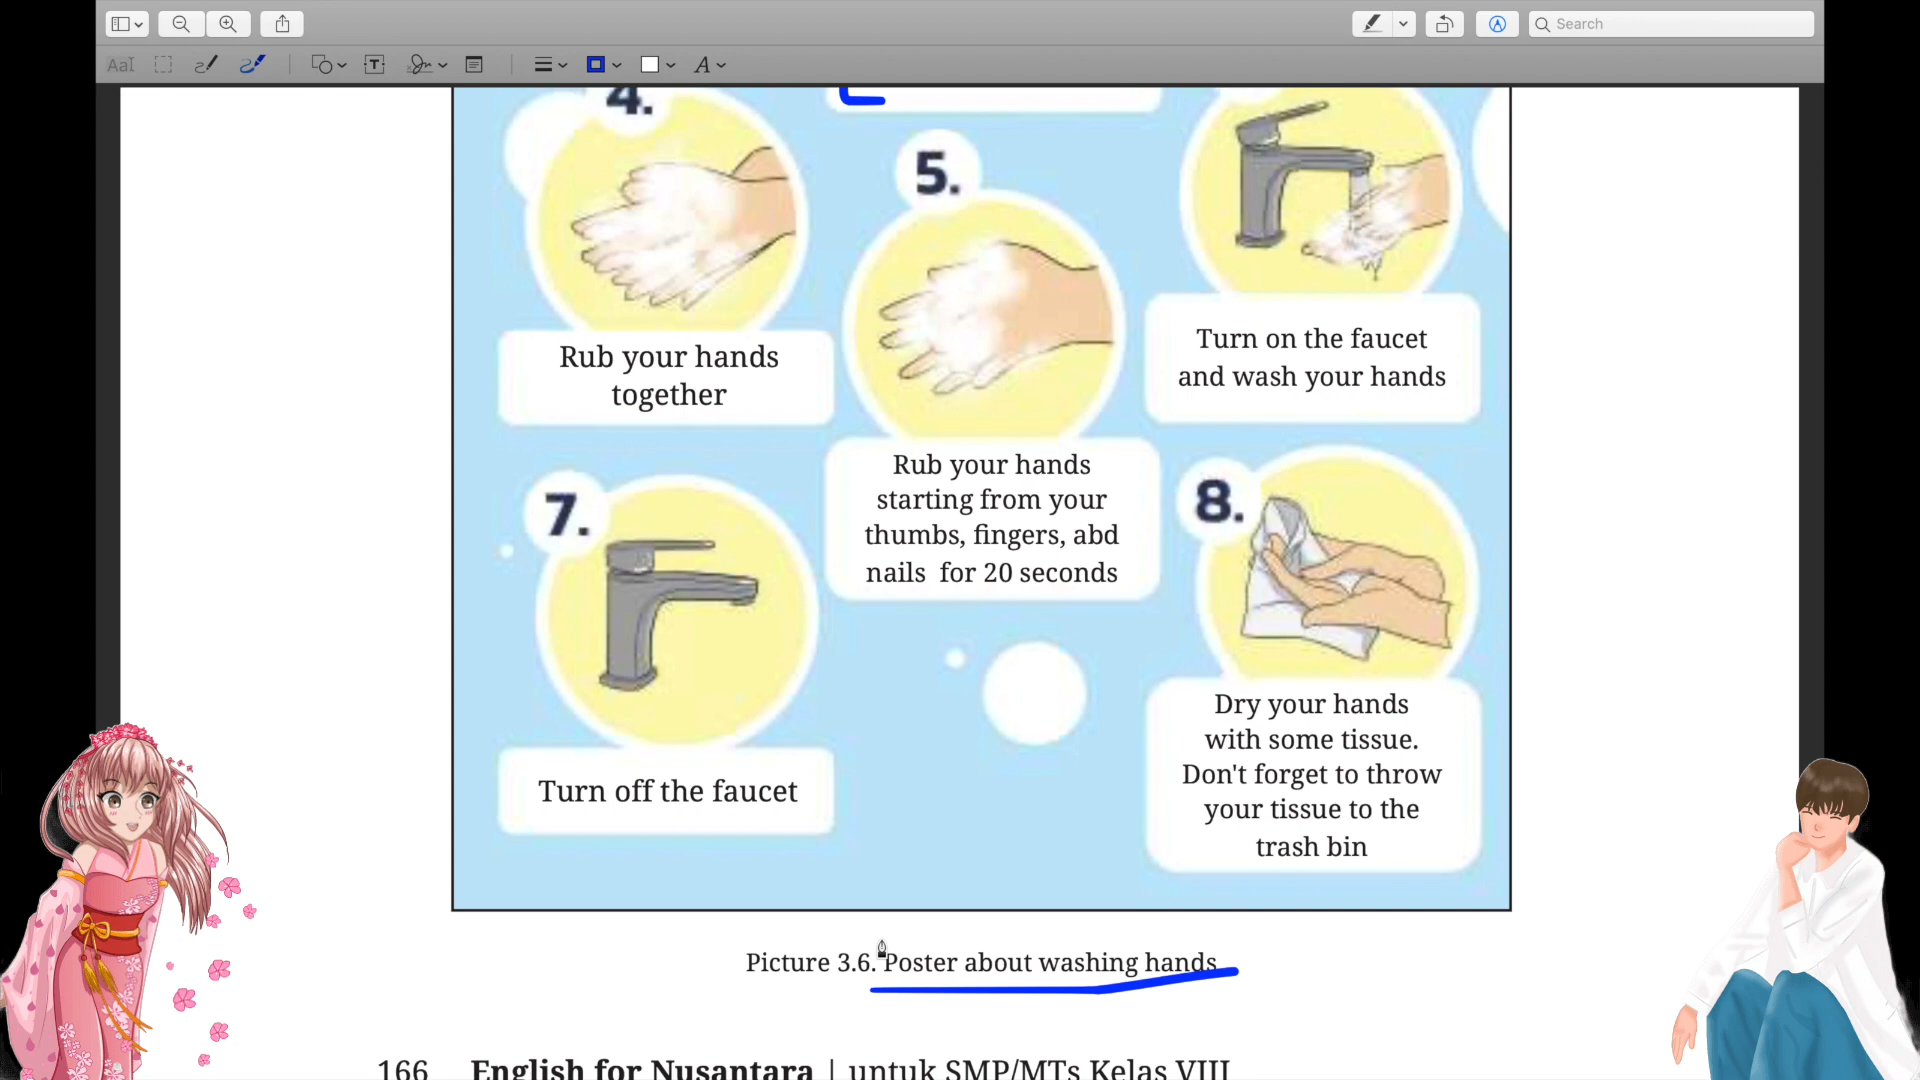 Search
AaI
T
A
4.
Rub your hands
together
5.
Rub your hands
starting from your
thumbs, fingers, abd
nails for 20 seconds
Turn on the faucet
and wash your hands
7.
Turn off the faucet
8.
Dry your hands
with some tissue.
Don't forget to throw
your tissue to the
trash bin
Picture 3.6. Poster about washing hands
166 English for Nusantara | untuk SMP/MTs Kelas VIII